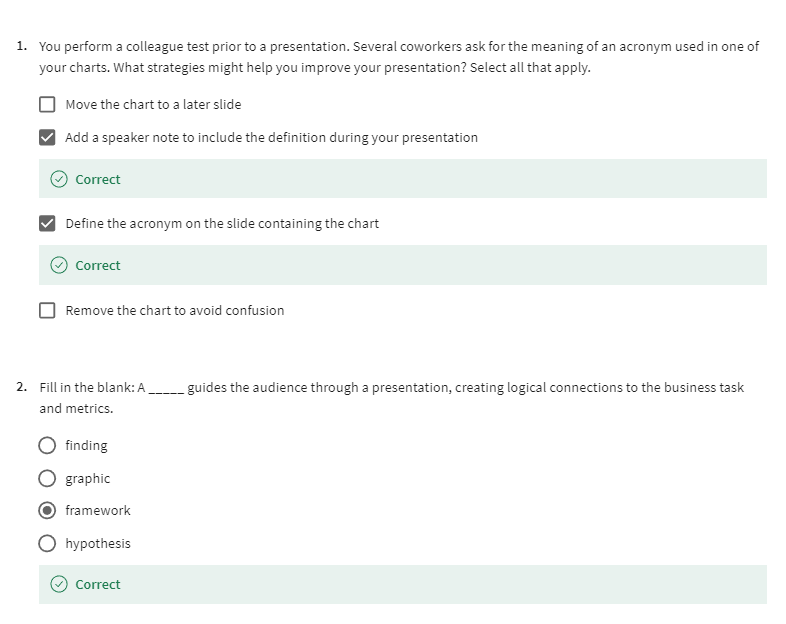 1. You perform a colleague test prior to a presentation. Several coworkers ask for the meaning of an acronym used in one of
your charts. What strategies might help you improve your presentation? Select all that apply.
Move the chart to a later slide
Add a speaker note to include the definition during your presentation
Correct
Define the acronym on the slide containing the chart
Correct
Remove the chart to avoid confusion
2. Fill in the blank: A _____ guides the audience through a presentation, creating logical connections to the business task
and metrics.
finding
graphic
framework
hypothesis
Correct